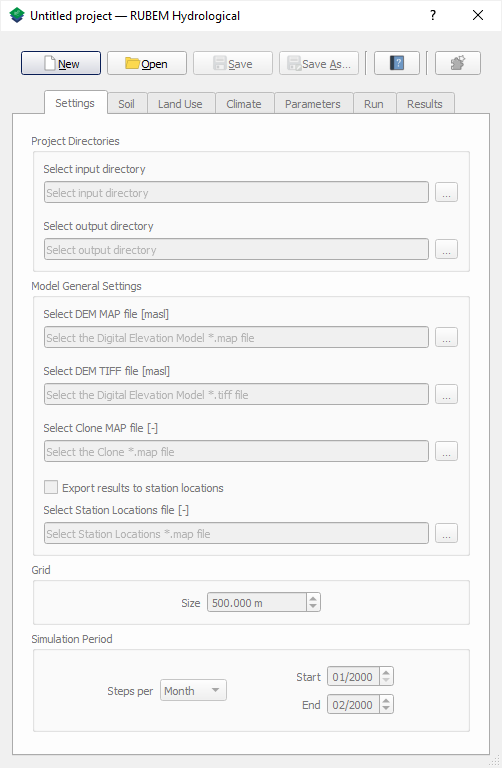 Untitled project — RUBEM Hydrological
New Open Save Save As...
Settings Soil Land Use Climate Parameters Run Results
Project Directories
Select input directory
Select input directory ...
Select output directory
Select output directory ...
Model General Settings
Select DEM MAP file [masl]
Select the Digital Elevation Model *.map file ...
Select DEM TIFF file [masl]
Select the Digital Elevation Model *.tiff file ...
Select Clone MAP file [-]
Select the Clone *.map file ...
Export results to station locations
Select Station Locations file [-]
Select Station Locations *.map file ...
Grid
Size 500.000 m
Simulation Period
Start 01/2000
Steps per Month
End 02/2000